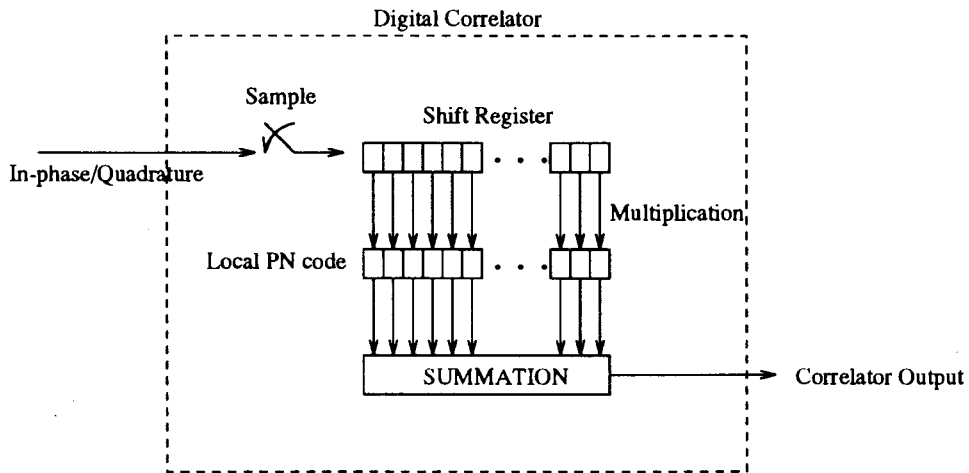 Digital Correlator
Sample
Shift Register
In-phase/Quadrature
Multiplication
Local PN code
SUMMATION
Correlator Output